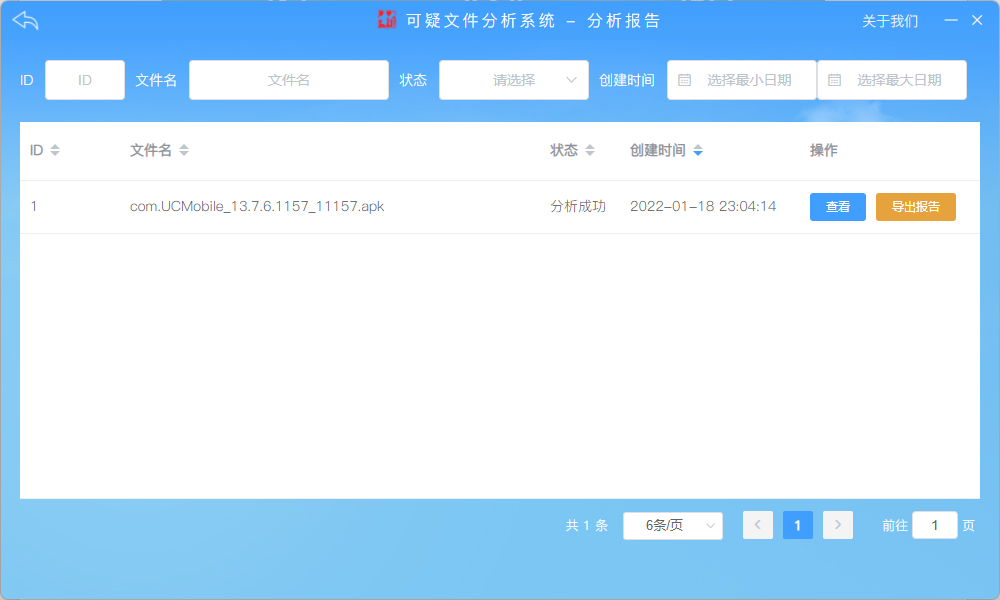 可疑文件分析系统 - 分析报告 关于我们
ID ID 文件名 文件名 状态 请选择 创建时间 选择最小日期 选择最大日期
ID 文件名 状态 创建时间 操作
1 com.UCMobile_13.7.6.1157_11157.apk 分析成功 2022-01-18 23:04:14 查看 导出报告
共 1 条 6条/页 1 前往 1 页